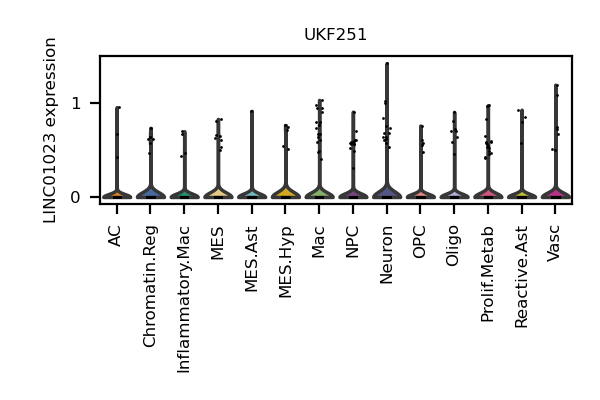 UKF251
LINC01023 expression
1
0
AC
Chromatin.Reg
Inflammatory.Mac
MES
MES.Ast
MES.Hyp
Mac
NPC
Neuron
OPC
Oligo
Prolif.Metab
Reactive.Ast
Vasc